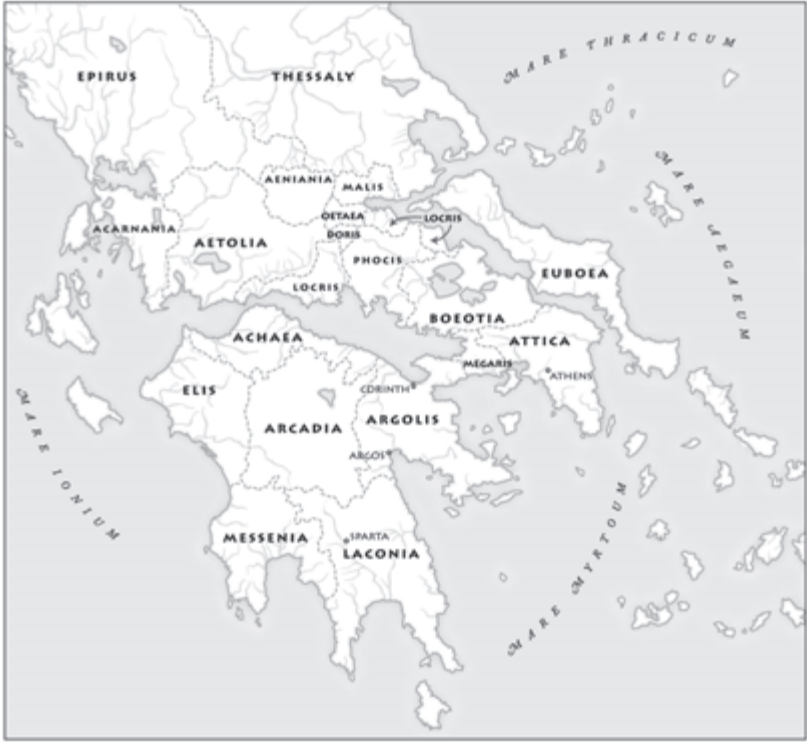 MARE THRACICUM
EPIRUS
THESSALY
MARE AEGAEUM
AENIANIA
MALIS
OETAEA
LOCRIS
ACARNANIA
DORIS
AETOLIA
PHOCIS
EUBOEA
LOCRIS
BOEOTIA
ACHAEA
ATTICA
MEGARIS
ATHENS
ELIS
CORINTH
ARGOLIS
ARCADIA
ARGOS
MARE IONIUM
MESSENIA
SPARTA
LACONIA
MARE MYRTOUM